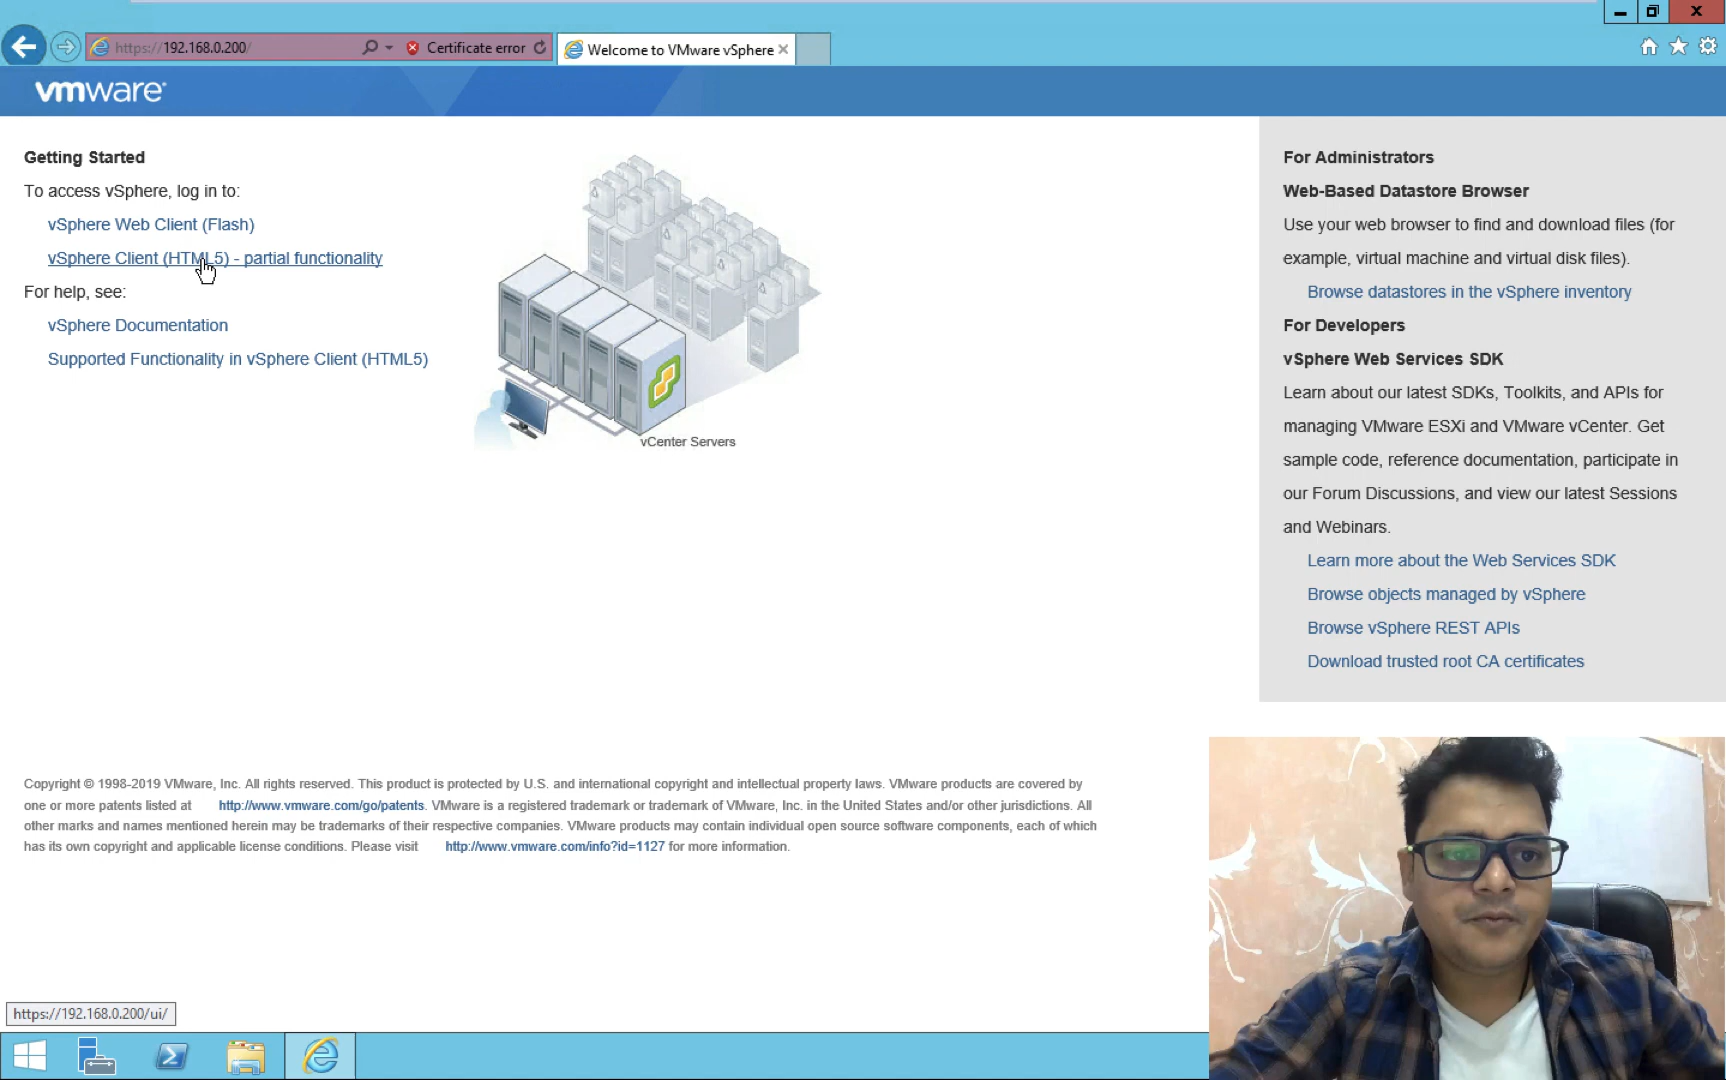 https://192.168.0.200/
Certificate error
Welcome to VMware vSphere
vmware
Getting Started
To access vSphere, log in to:
vSphere Web Client (Flash)
vSphere Client (HTML5) - partial functionality
For help, see:
vSphere Documentation
Supported Functionality in vSphere Client (HTML5)
vCenter Servers
For Administrators
Web-Based Datastore Browser
Use your web browser to find and download files (for
example, virtual machine and virtual disk files).
Browse datastores in the vSphere inventory
For Developers
vSphere Web Services SDK
Learn about our latest SDKs, Toolkits, and APIs for
managing VMware ESXi and VMware vCenter. Get
sample code, reference documentation, participate in
our Forum Discussions, and view our latest Sessions
and Webinars.
Learn more about the Web Services SDK
Browse objects managed by vSphere
Browse vSphere REST APIs
Download trusted root CA certificates
Copyright © 1998-2019 VMware, Inc. All rights reserved. This product is protected by U.S. and international copyright and intellectual property laws. VMware products are covered by
one or more patents listed at http://www.vmware.com/go/patents. VMware is a registered trademark or trademark of VMware, Inc. in the United States and/or other jurisdictions. All
other marks and names mentioned herein may be trademarks of their respective companies. VMware products may contain individual open source software components, each of which
has its own copyright and applicable license conditions. Please visit http://www.vmware.com/info?id=1127 for more information.
https://192.168.0.200/ui/